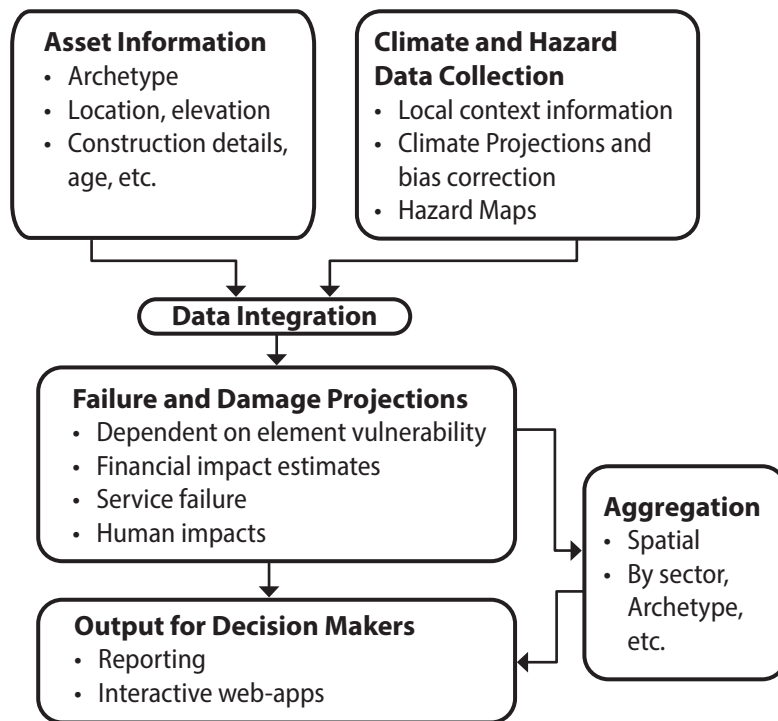 Asset Information
• Archetype
• Location, elevation
• Construction details,
age, etc.
Climate and Hazard
Data Collection
• Local context information
• Climate Projections and
bias correction
• Hazard Maps
Data Integration
Failure and Damage Projections
• Dependent on element vulnerability
• Financial impact estimates
• Service failure
• Human impacts
Aggregation
• Spatial
• By sector,
Archetype,
etc.
Output for Decision Makers
• Reporting
• Interactive web-apps